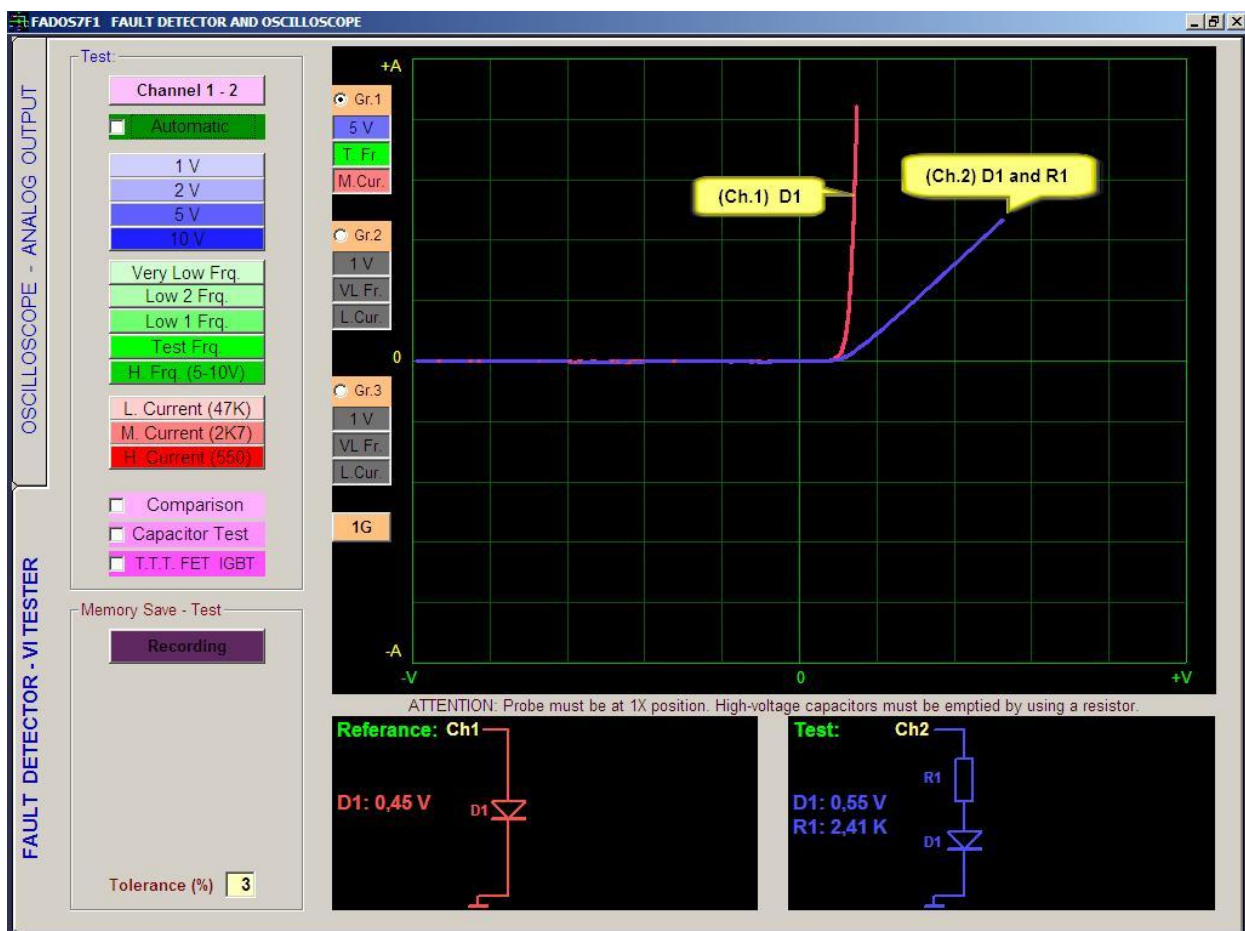 FADOS7F1 FAULT DETECTOR AND OSCILLOSCOPE
OSCILLOSCOPE - ANALOG OUTPUT
FAULT DETECTOR - VI TESTER
Test:
Channel 1 - 2
Automatic
1 V
2 V
5 V
10 V
Very Low Frq.
Low 2 Frq.
Low 1 Frq.
Test Frq.
H. Frq. (5-10V)
L. Current (47K)
M. Current (2K7)
H. Current (550)
Comparison
Capacitor Test
T.T.T. FET IGBT
Memory Save - Test
Recording
Tolerance (%) 3
+A
Gr.1
5 V
T. Fr.
M.Cur.
Gr.2
1 V
VL Fr.
L.Cur.
0
Gr.3
1 V
VL Fr.
L.Cur.
1G
-A
(Ch.1) D1
(Ch.2) D1 and R1
-V 0 +V
ATTENTION: Probe must be at 1X position. High-voltage capacitors must be emptied by using a resistor.
Referance: Ch1
D1: 0,45 V
D1
Test: Ch2
R1
D1: 0,55 V
R1: 2,41 K
D1